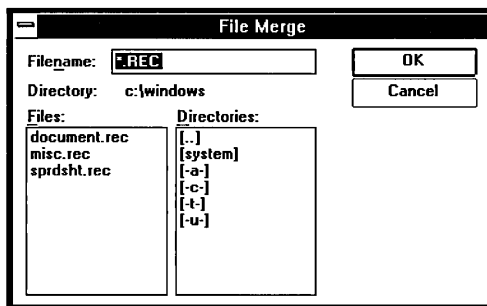 File Merge
Filename: *.REC
OK
Directory: c:\windows
Cancel
Files:
Directories:
document.rec
misc.rec
sprdsht.rec
[..]
[system]
[-a-]
[-c-]
[-t-]
[-u-]